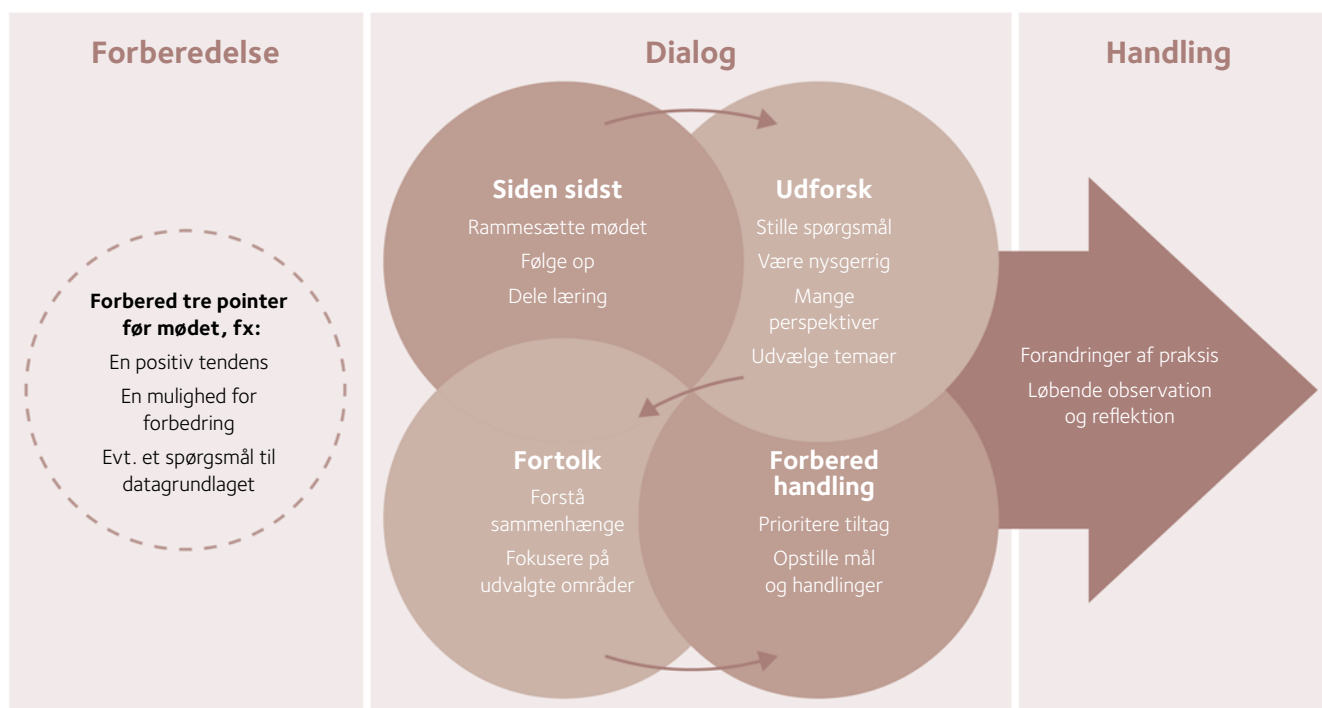 Forberedelse
Forbered tre pointer
før mødet, fx:
En positiv tendens
En mulighed for
forbedring
Evt. et spørgsmål til
datagrundlaget
Dialog
Siden sidst
Rammesætte mødet
Følge op
Dele læring
Udforsk
Stille spørgsmål
Være nysgerrig
Mange
perspektiver
Udvælge temaer
Fortolk
Forstå
sammenhænge
Fokusere på
udvalgte områder
Forbered
handling
Prioritere tiltag
Opstille mål
og handlinger
Handling
Forandringer af praksis
Løbende observation
og reflektion